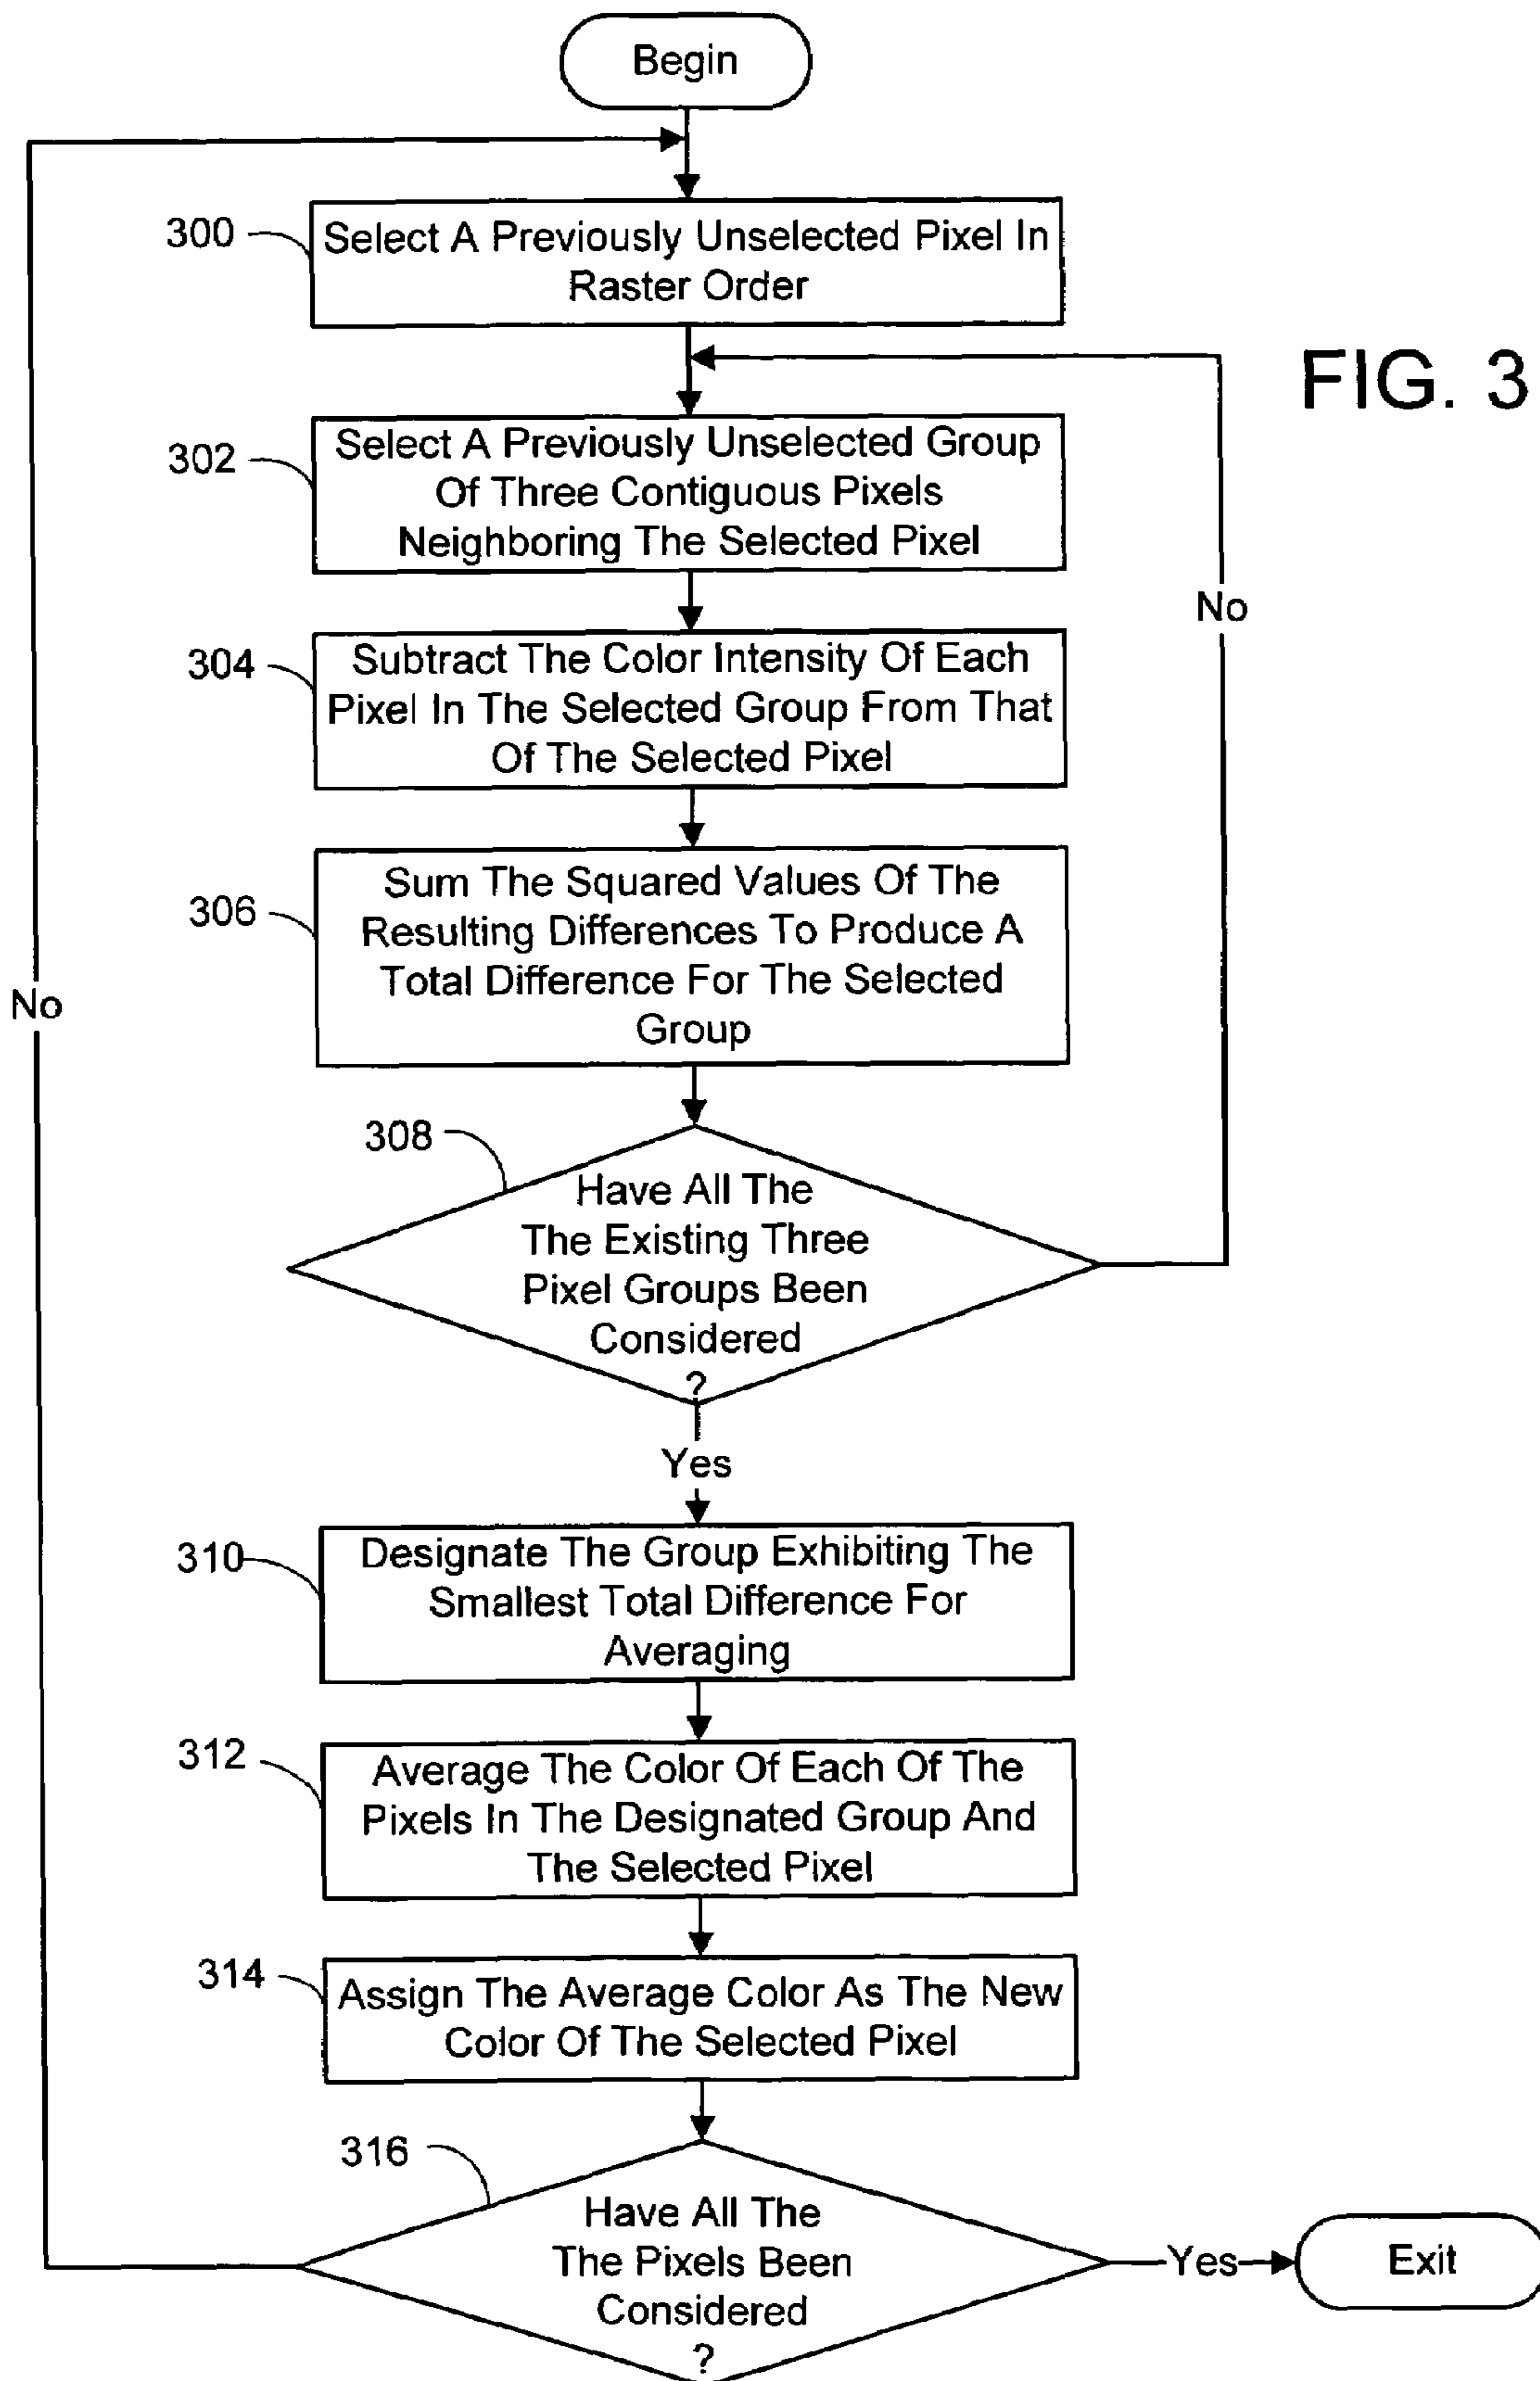 Begin
300
Select A Previously Unselected Pixel In
Raster Order
FIG. 3
302
Select A Previously Unselected Group
Of Three Contiguous Pixels
Neighboring The Selected Pixel
No
304
Subtract The Color Intensity Of Each
Pixel In The Selected Group From That
Of The Selected Pixel
306
Sum The Squared Values Of The
Resulting Differences To Produce A
Total Difference For The Selected
Group
No
308
Have All The
The Existing Three
Pixel Groups Been
Considered
?
Yes
310
Designate The Group Exhibiting The
Smallest Total Difference For
Averaging
312
Average The Color Of Each Of The
Pixels In The Designated Group And
The Selected Pixel
314
Assign The Average Color As The New
Color Of The Selected Pixel
316
Have All The
The Pixels Been
Considered
?
Yes
Exit